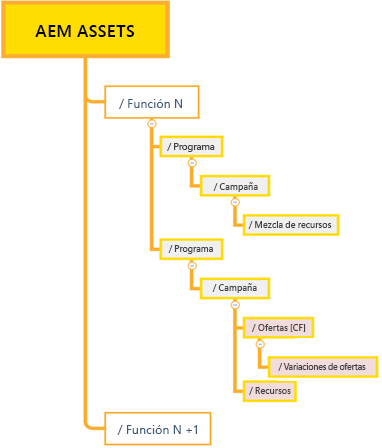 AEM ASSETS
/ Función N
/ Programa
/ Campaña
/ Mezcla de recursos
/ Programa
/ Campaña
/ Ofertas [CF]
/ Variaciones de ofertas
/ Recursos
/ Función N +1